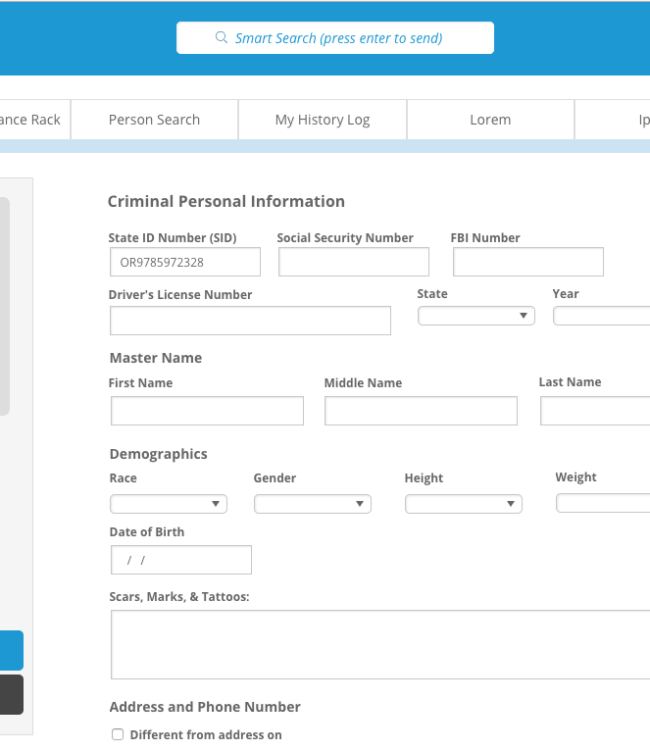 Smart Search (press enter to send)
ance Rack Person Search My History Log Lorem Ip
Criminal Personal Information
State ID Number (SID) Social Security Number FBI Number
OR9785972328
Driver's License Number State Year
Master Name
First Name Middle Name Last Name
Demographics
Race Gender Height Weight
Date of Birth
/ /
Scars, Marks, & Tattoos:
Address and Phone Number
Different from address on